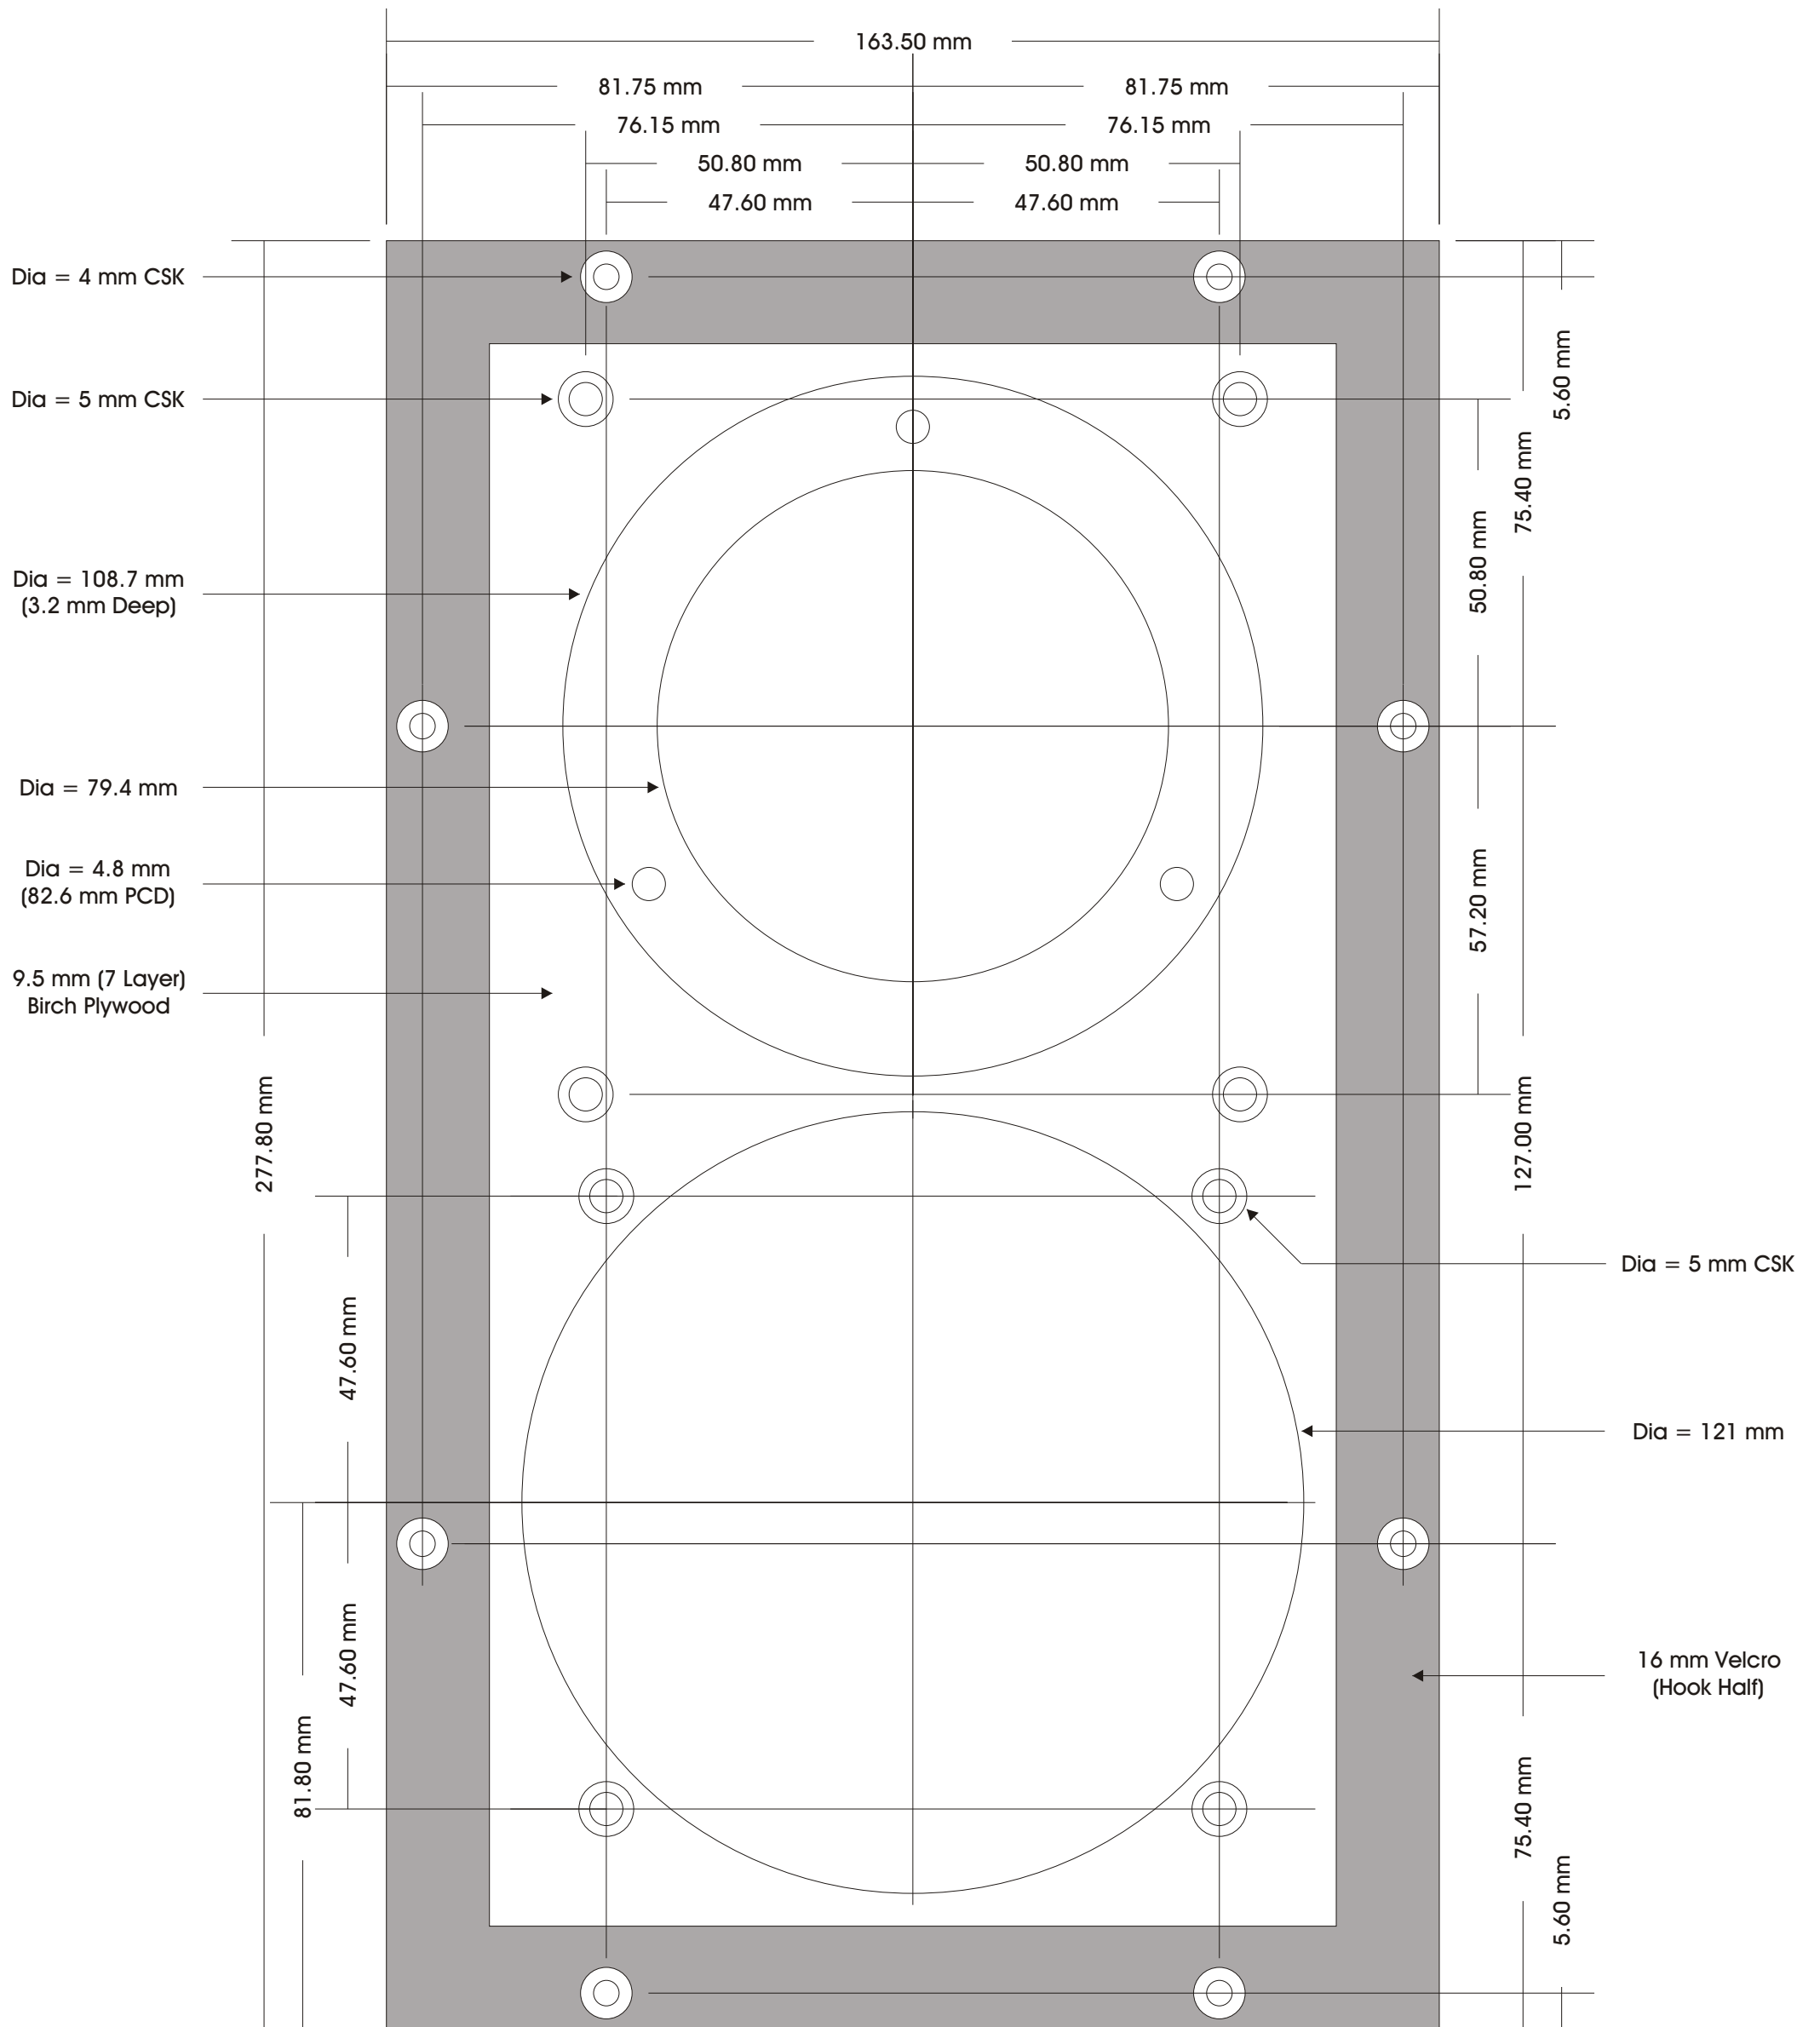 163.50 mm
81.75 mm
81.75 mm
76.15 mm
76.15 mm
50.80 mm
50.80 mm
47.60 mm
47.60 mm
Dia = 4 mm CSK
5.60 mm
Dia = 5 mm CSK
75.40 mm
50.80 mm
Dia = 108.7 mm
(3.2 mm Deep)
Dia = 79.4 mm
Dia = 4.8 mm
(82.6 mm PCD)
57.20 mm
9.5 mm (7 Layer)
Birch Plywood
277.80 mm
127.00 mm
Dia = 5 mm CSK
47.60 mm
Dia = 121 mm
47.60 mm
16 mm Velcro
(Hook Half)
81.80 mm
75.40 mm
5.60 mm